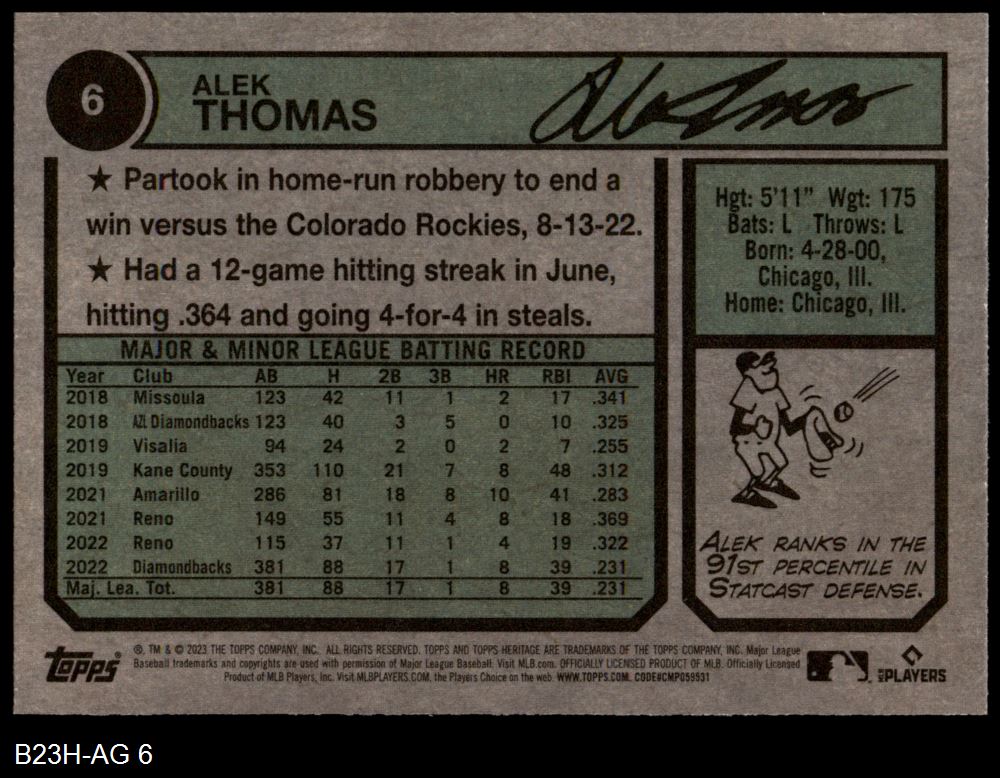 6
ALEK
THOMAS
Alek Thomas
★ Partook in home-run robbery to end a
win versus the Colorado Rockies, 8-13-22.
★ Had a 12-game hitting streak in June,
hitting .364 and going 4-for-4 in steals.
Hgt: 5'11" Wgt: 175
Bats: L Throws: L
Born: 4-28-00,
Chicago, Ill.
Home: Chicago, Ill.
MAJOR & MINOR LEAGUE BATTING RECORD
Year Club AB H 2B 3B HR RBI AVG
2018 Missoula 123 42 11 1 2 17 .341
2018 AZL Diamondbacks 123 40 3 5 0 10 .325
2019 Visalia 94 24 2 0 2 7 .255
2019 Kane County 353 110 21 7 8 48 .312
2021 Amarillo 286 81 18 8 10 41 .283
2021 Reno 149 55 11 4 8 18 .369
2022 Reno 115 37 11 1 4 19 .322
2022 Diamondbacks 381 88 17 1 8 39 .231
Maj. Lea. Tot. 381 88 17 1 8 39 .231
ALEK RANKS IN THE
91ST PERCENTILE IN
STATCAST DEFENSE.
topps®
®, TM & © 2023 THE TOPPS COMPANY, INC. ALL RIGHTS RESERVED. TOPPS AND TOPPS HERITAGE ARE TRADEMARKS OF THE TOPPS COMPANY, INC. Major League
Baseball trademarks and copyrights are used with permission of Major League Baseball. Visit MLB.com. OFFICIALLY LICENSED PRODUCT OF MLB. Officially Licensed
Product of MLB Players, Inc. Visit MLBPLAYERS.COM, the Players Choice on the web. WWW.TOPPS.COM. CODE#CMP059931
MLB PLAYERS
B23H-AG 6